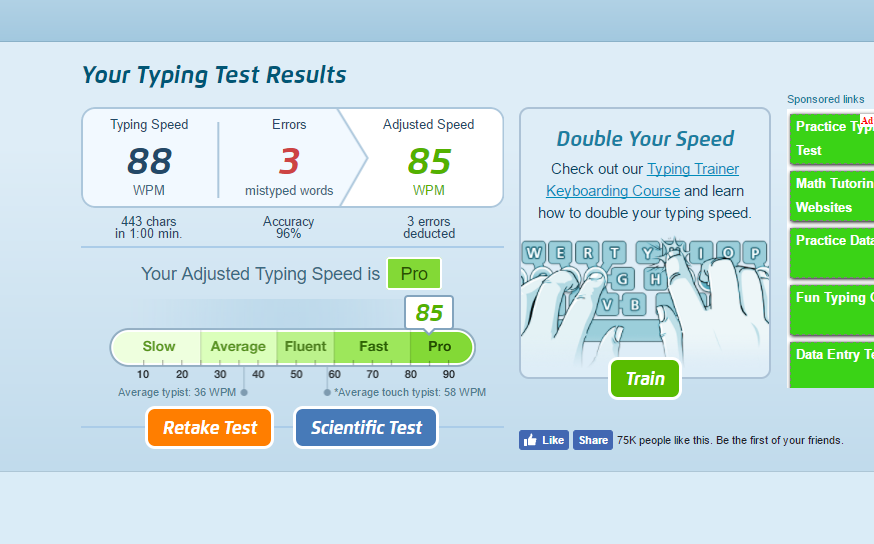 Your Typing Test Results
Typing Speed
88
WPM
Errors
3
mistyped words
Adjusted Speed
85
WPM
443 chars
in 1:00 min.
Accuracy
96%
3 errors
deducted
Your Adjusted Typing Speed is Pro
85
Slow Average Fluent Fast Pro
10 20 30 40 50 60 70 80 90
Average typist: 36 WPM
*Average touch typist: 58 WPM
Retake Test
Scientific Test
Double Your Speed
Check out our Typing Trainer
Keyboarding Course and learn
how to double your typing speed.
W E R T Y I O P
G H
V B
Train
Like Share 75K people like this. Be the first of your friends.
Sponsored links
Ad
Practice Typ
Test
Math Tutorin
Websites
Practice Data
Fun Typing
Data Entry Te